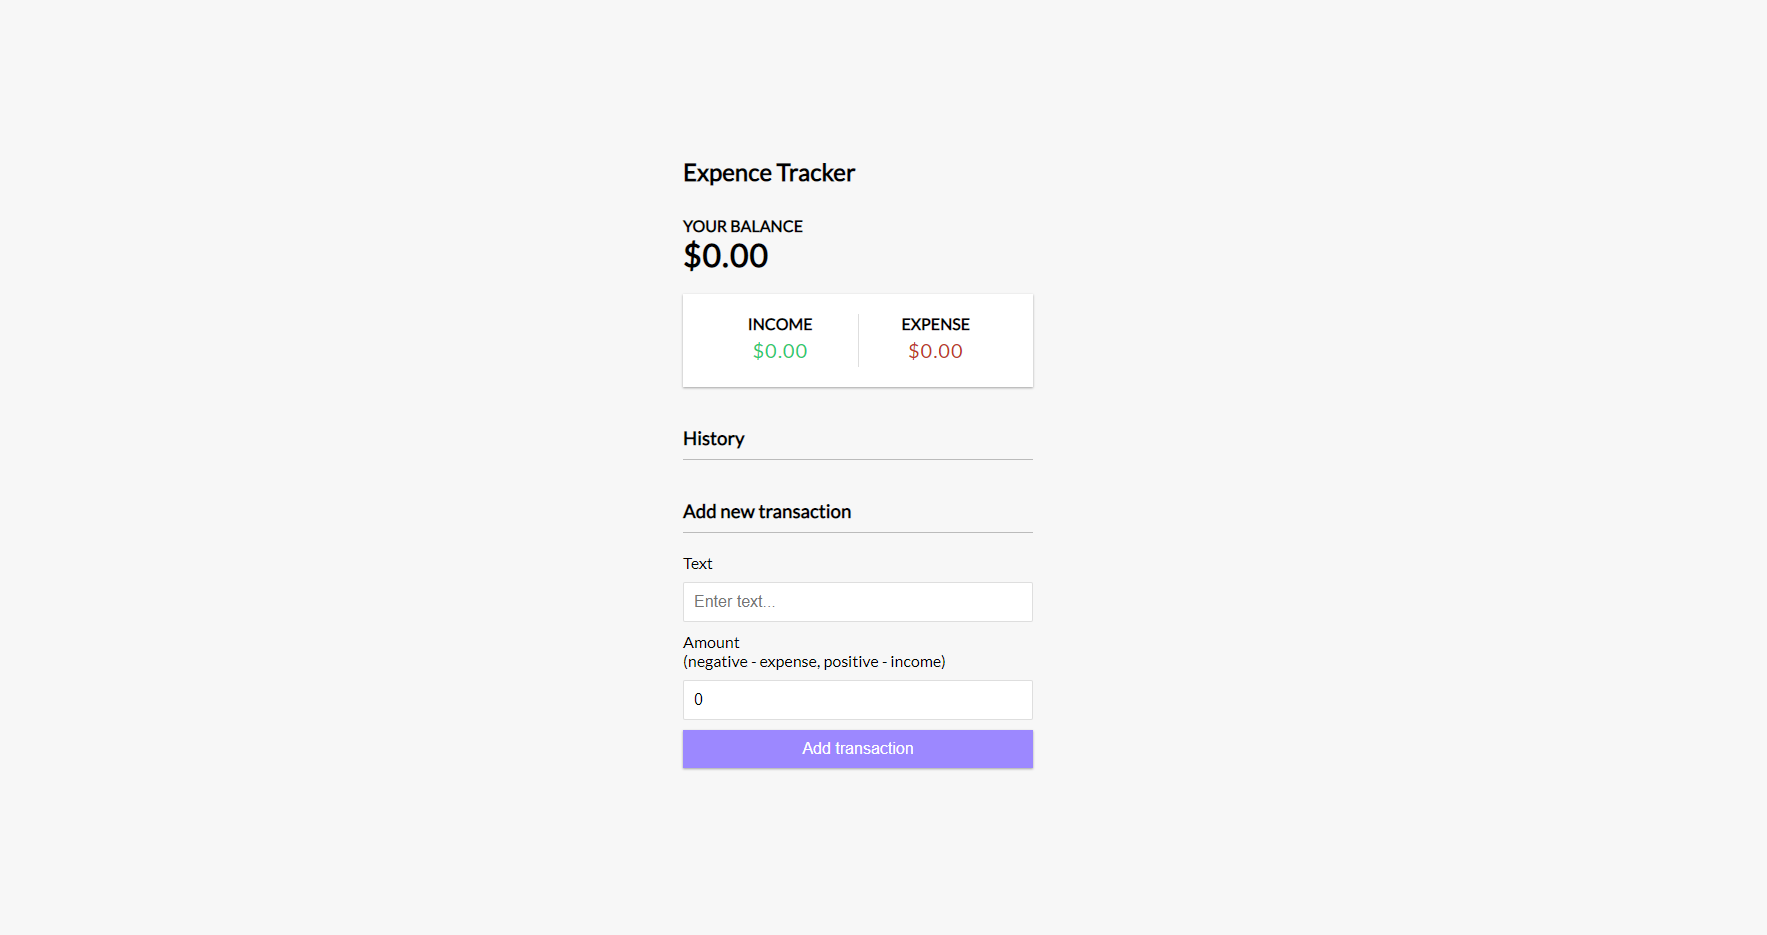 Expence Tracker
YOUR BALANCE
$0.00
INCOME
EXPENSE
$0.00
$0.00
History
Add new transaction
Text
Enter text...
Amount
(negative - expense, positive - income)
0
Add transaction